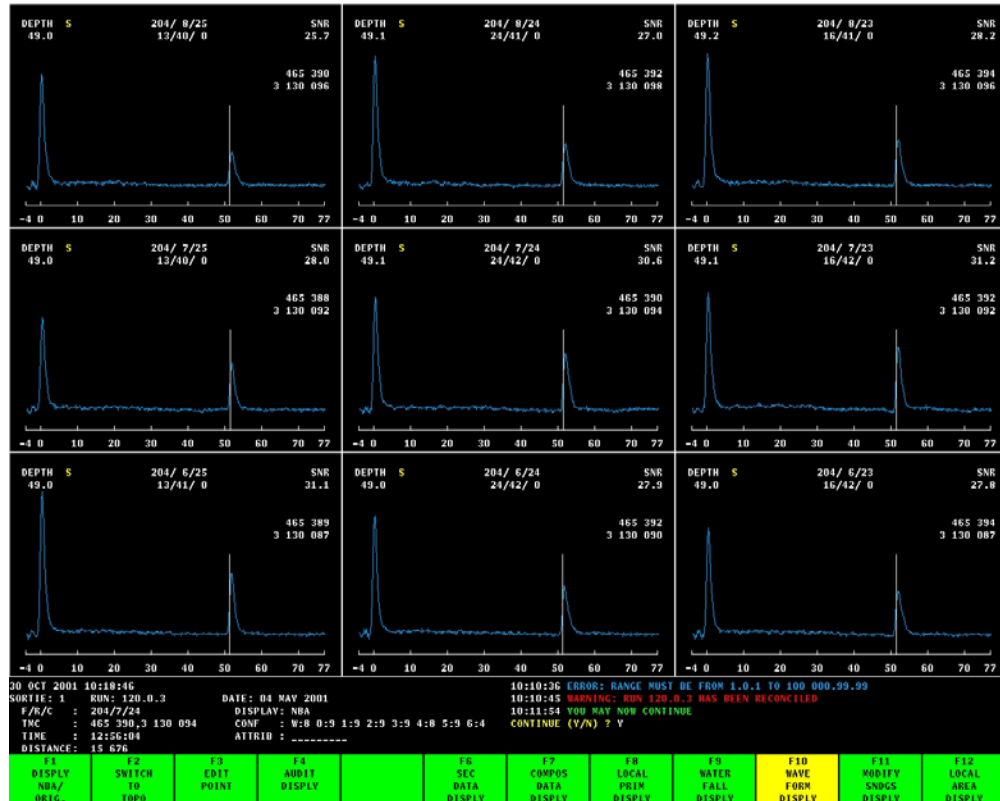 DEPTH S 204/ 8/25 SNR
49.0 13/40/ 0 25.7
465 390
3 130 096
-4 0 10 20 30 40 50 60 77
DEPTH S 204/ 8/24 SNR
49.1 24/41/ 0 27.0
465 392
3 130 098
-4 0 10 20 30 40 50 60 77
DEPTH S 204/ 8/23 SNR
49.2 16/41/ 0 28.2
465 394
3 130 096
-4 0 10 20 30 40 50 60 77
DEPTH S 204/ 7/25 SNR
49.0 13/40/ 0 28.0
465 388
3 130 092
-4 0 10 20 30 40 50 60 77
DEPTH S 204/ 7/24 SNR
49.1 24/42/ 0 30.6
465 390
3 130 094
-4 0 10 20 30 40 50 60 77
DEPTH S 204/ 7/23 SNR
49.1 16/42/ 0 31.2
465 392
3 130 092
-4 0 10 20 30 40 50 60 77
DEPTH S 204/ 6/25 SNR
49.0 13/41/ 0 31.1
465 389
3 130 087
-4 0 10 20 30 40 50 60 77
DEPTH S 204/ 6/24 SNR
49.0 24/42/ 0 27.9
465 392
3 130 090
-4 0 10 20 30 40 50 60 77
DEPTH S 204/ 6/23 SNR
49.0 16/42/ 0 27.8
465 394
3 130 087
-4 0 10 20 30 40 50 60 77
30 OCT 2001 10:18:46
SORTIE: 1 RUN: 120.0.3 DATE: 04 MAY 2001
F/R/C : 204/7/24 DISPLAY: NBA
TMC : 465 390,3 130 094 CONF : W:8 0:9 1:9 2:9 3:9 4:8 5:9 6:4
TIME : 12:56:04 ATTRIB : _________
DISTANCE: 15 676
10:10:36 ERROR: RANGE MUST BE FROM 1.0.1 TO 100 000.99.99
10:10:45 WARNING: RUN 120.0.3 HAS BEEN RECONCILED
10:11:54 YOU MAY NOW CONTINUE
CONTINUE (Y/N) ? Y
F1 DISPLY NBA/ ORIG.
F2 SWITCH TO TOPO
F3 EDIT POINT
F4 AUDIT DISPLY
F6 SEC DATA DISPLY
F7 COMPOS DATA DISPLY
F8 LOCAL PRIM DISPLY
F9 WATER FALL DISPLY
F10 WAVE FORM DISPLY
F11 MODIFY SNDGS DISPLY
F12 LOCAL AREA DISPLY